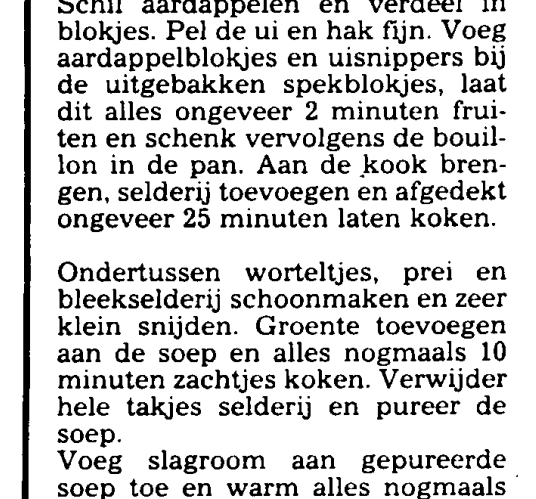 Schil aardappelen en verdeel in
blokjes. Pel de ui en hak fijn. Voeg
aardappelblokjes en uisnippers bij
de uitgebakken spekblokjes, laat
dit alles ongeveer 2 minuten frui-
ten en schenk vervolgens de bouil-
lon in de pan. Aan de kook bren-
gen, selderij toevoegen en afgedekt
ongeveer 25 minuten laten koken.

Ondertussen worteltjes, prei en
bleekselderij schoonmaken en zeer
klein snijden. Groente toevoegen
aan de soep en alles nogmaals 10
minuten zachtjes koken. Verwijder
hele takjes selderij en pureer de
soep.
Voeg slagroom aan gepureerde
soep toe en warm alles nogmaals